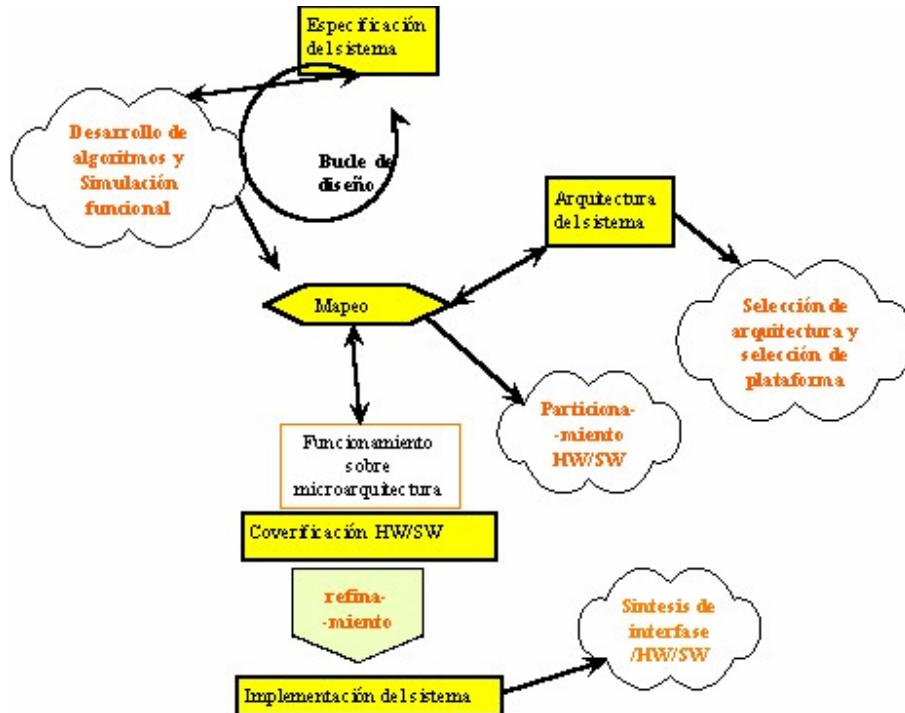 Especificación
del sistema
Desarrollo de
algoritmos y
Simulación
funcional
Bucle de
diseño
Arquitectura
del sistema
Mapeo
Selección de
arquitectura y
selección de
plataforma
Particiona-
-miento
HW/SW
Funcionamiento
sobre
microarquitectura
Coverificación HW/SW
refina-
-miento
Síntesis de
interfase
/HW/SW
Implementación del sistema